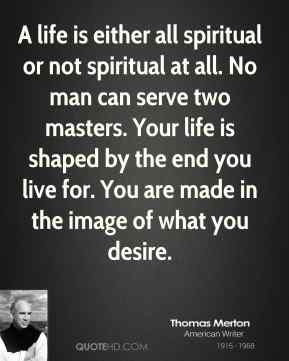 A life is either all spiritual
or not spiritual at all. No
man can serve two
masters. Your life is
shaped by the end you
live for. You are made in
the image of what you
desire.
Thomas Merton
American Writer
QUOTEHD.COM
1915 - 1968